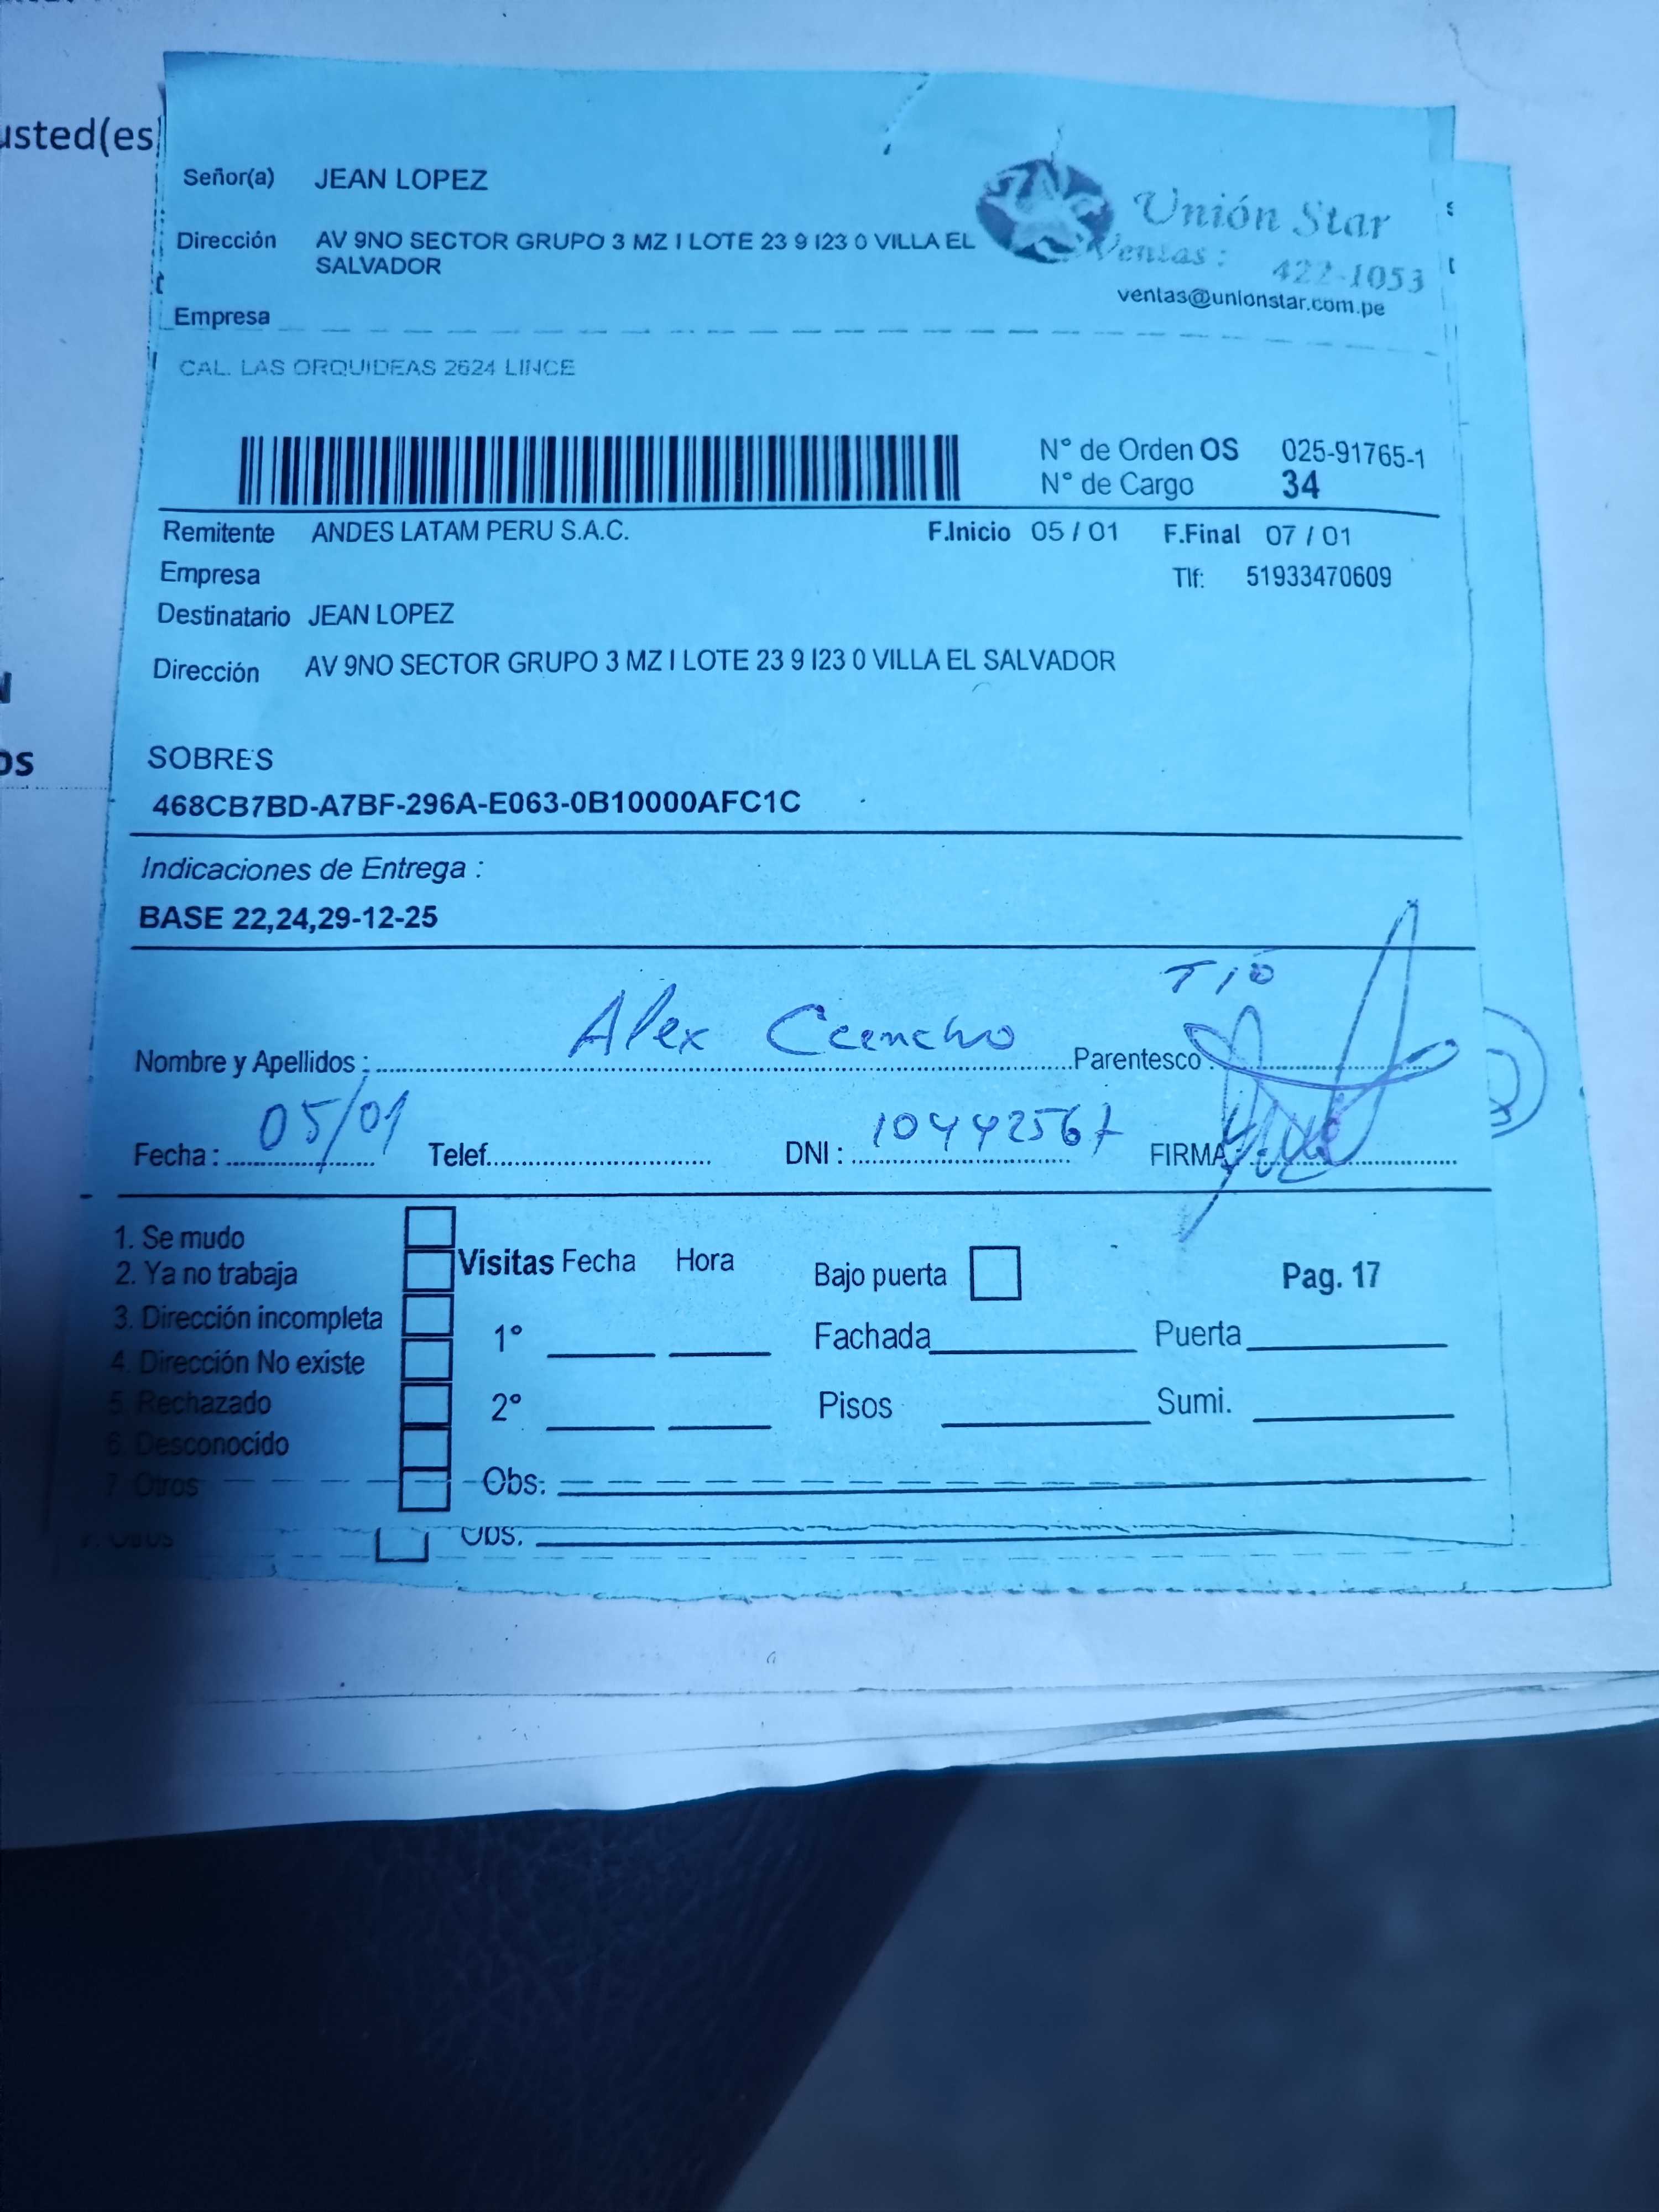 usted(es)
Señor(a) JEAN LOPEZ
Dirección AV 9NO SECTOR GRUPO 3 MZ I LOTE 23 9 I23 0 VILLA EL
SALVADOR
Unión Star
Ventas: 422-1053
ventas@unionstar.com.pe
Empresa
CAL. LAS ORQUIDEAS 2624 LINCE
N° de Orden OS 025-91765-1
N° de Cargo 34
Remitente ANDES LATAM PERU S.A.C. F.Inicio 05 / 01 F.Final 07 / 01
Empresa Tlf: 51933470609
Destinatario JEAN LOPEZ
Dirección AV 9NO SECTOR GRUPO 3 MZ I LOTE 23 9 I23 0 VILLA EL SALVADOR
os
SOBRES
468CB7BD-A7BF-296A-E063-0B10000AFC1C
Indicaciones de Entrega :
BASE 22,24,29-12-25
TIO
Nombre y Apellidos : Alex Ccencho Parentesco :
Fecha : 05/01 Telef. DNI : 10442567 FIRMA :
1. Se mudo
2. Ya no trabaja
3. Dirección incompleta
4. Dirección No existe
5. Rechazado
6. Desconocido
7. Otros
Visitas Fecha Hora Bajo puerta Pag. 17
1° Fachada Puerta
2° Pisos Sumi.
Obs:
7. Otros Obs.